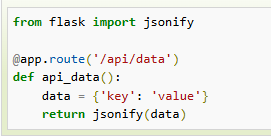 from flask import jsonify
@app.route('/api/data')
def api_data():
    data = {'key': 'value'}
    return jsonify(data)